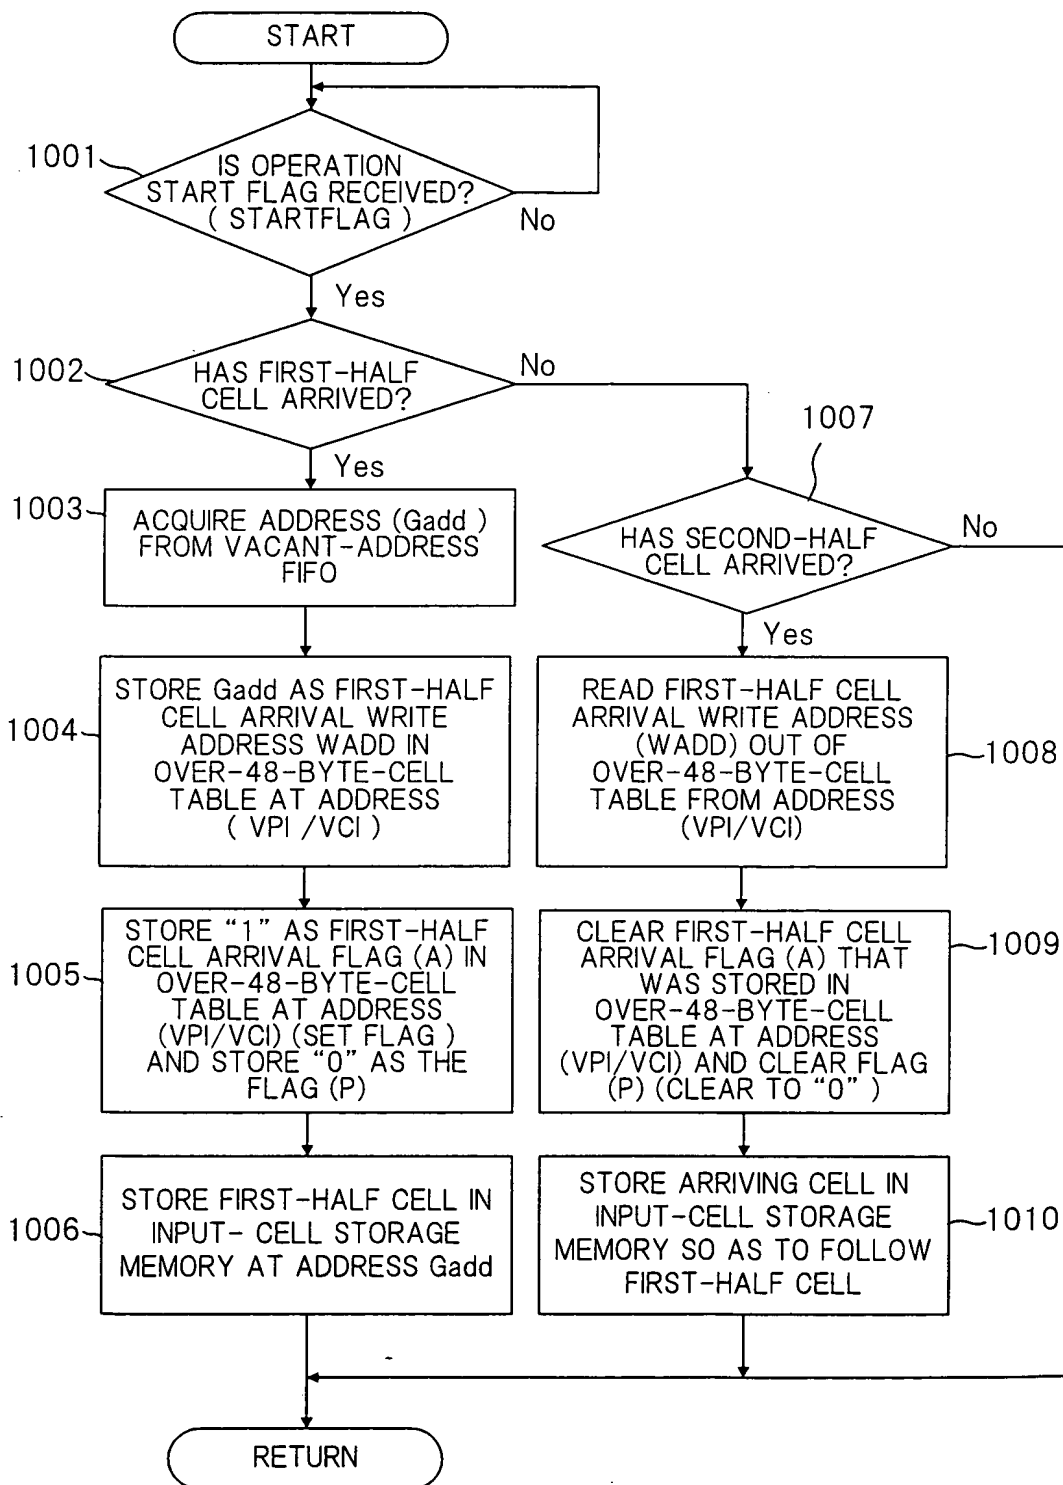 START
1001
IS OPERATION
START FLAG RECEIVED?
( STARTFLAG )
No
Yes
1002
HAS FIRST-HALF
CELL ARRIVED?
No
Yes
1003
ACQUIRE ADDRESS (Gadd )
FROM VACANT-ADDRESS
FIFO
1004
STORE Gadd AS FIRST-HALF
CELL ARRIVAL WRITE
ADDRESS WADD IN
OVER-48-BYTE-CELL
TABLE AT ADDRESS
( VPI /VCI )
1005
STORE “1” AS FIRST-HALF
CELL ARRIVAL FLAG (A) IN
OVER-48-BYTE-CELL
TABLE AT ADDRESS
(VPI/VCI) (SET FLAG )
AND STORE “0” AS THE
FLAG (P)
1006
STORE FIRST-HALF CELL IN
INPUT- CELL STORAGE
MEMORY AT ADDRESS Gadd
1007
HAS SECOND-HALF
CELL ARRIVED?
No
Yes
READ FIRST-HALF CELL
ARRIVAL WRITE ADDRESS
(WADD) OUT OF
OVER-48-BYTE-CELL
TABLE FROM ADDRESS
(VPI/VCI)
1008
CLEAR FIRST-HALF CELL
ARRIVAL FLAG (A) THAT
WAS STORED IN
OVER-48-BYTE-CELL
TABLE AT ADDRESS
(VPI/VCI) AND CLEAR FLAG
(P) (CLEAR TO “0” )
1009
STORE ARRIVING CELL IN
INPUT-CELL STORAGE
MEMORY SO AS TO FOLLOW
FIRST-HALF CELL
1010
RETURN